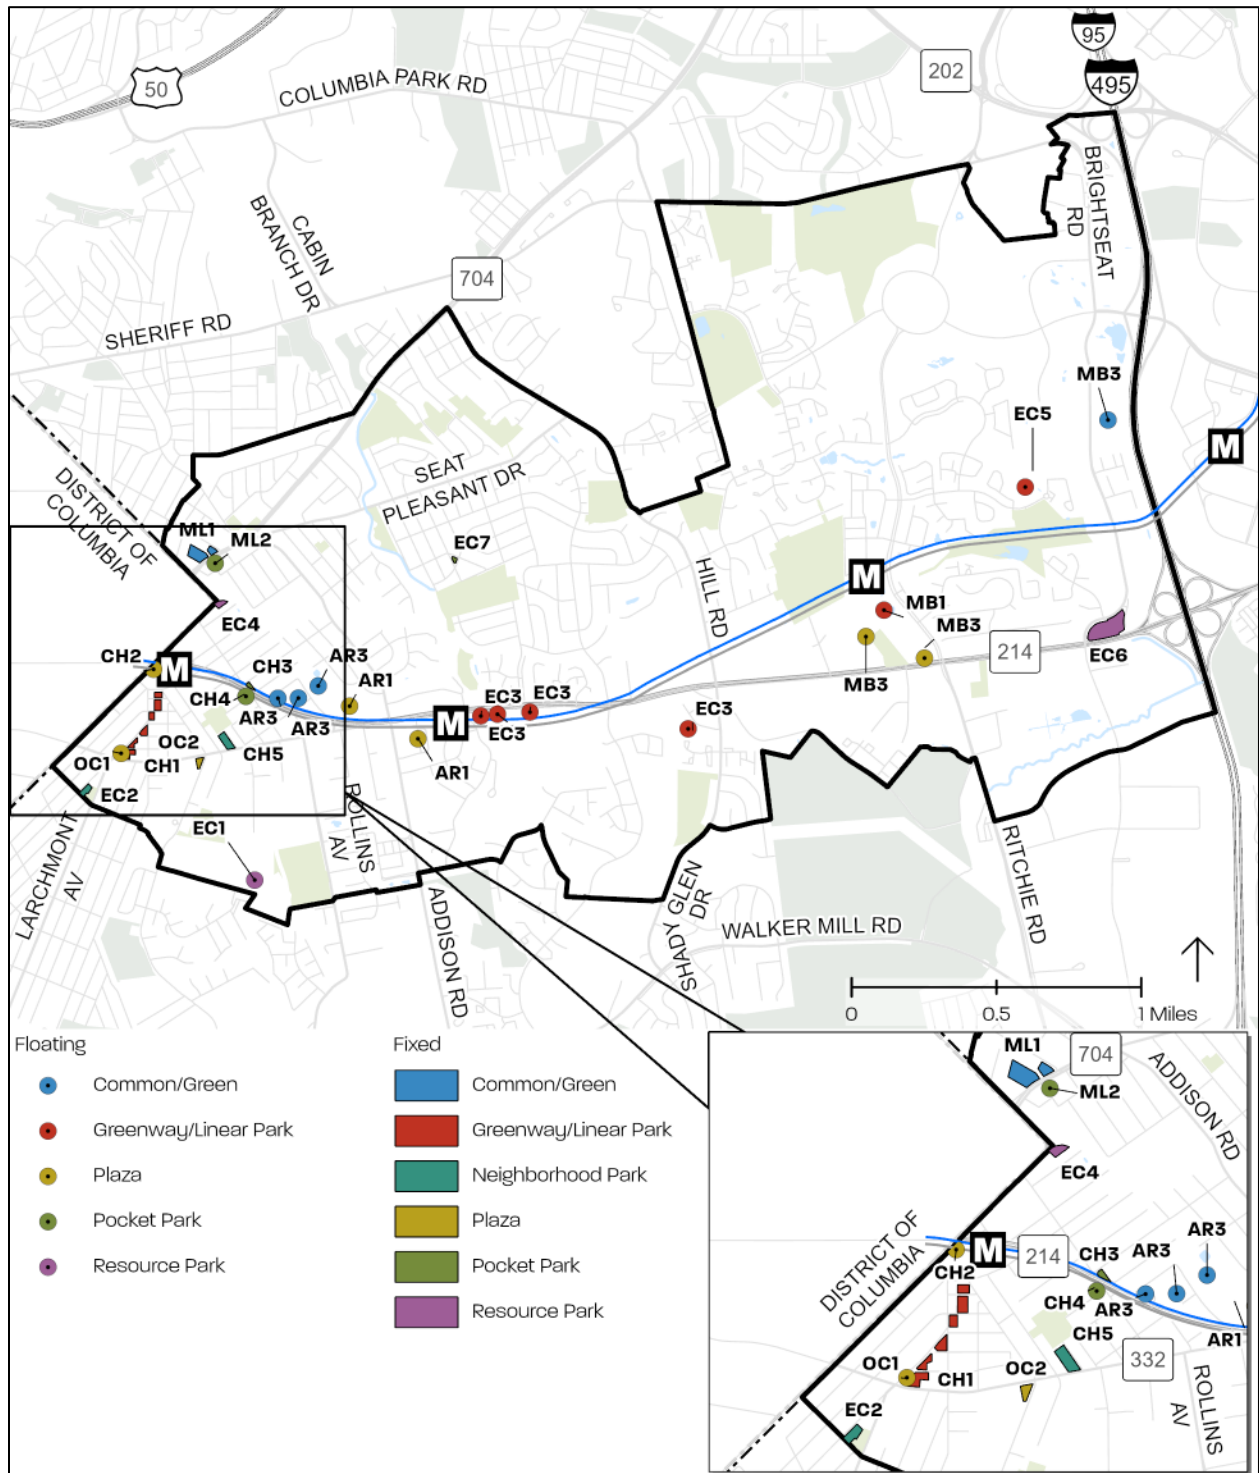 95
50
202
COLUMBIA PARK RD
495
BRIGHTSEAT
RD
CABIN
BRANCH DR
704
SHERIFF RD
MB3
EC5
M
SEAT
PLEASANT DR
DISTRICT OF
COLUMBIA
ML1
ML2
EC7
HILL RD
M
EC4
MB1
MB3
214
EC6
CH2
M
CH3
AR3
AR1
CH4
AR3
AR3
EC3
EC3
EC3
EC3
MB3
M
OC2
CH5
OC1
CH1
AR1
EC2
EC1
ROLLINS
AV
LARCHMONT
AV
ADDISON RD
SHADY GLEN
DR
RITCHIE RD
WALKER MILL RD
0
0.5
1 Miles
Floating
Common/Green
Greenway/Linear Park
Plaza
Pocket Park
Resource Park
Fixed
Common/Green
Greenway/Linear Park
Neighborhood Park
Plaza
Pocket Park
Resource Park
ML1
704
ADDISON RD
ML2
EC4
DISTRICT OF
COLUMBIA
M
214
CH2
CH3
AR3
AR3
CH4
AR3
AR1
CH5
332
OC1
CH1
OC2
ROLLINS
AV
EC2